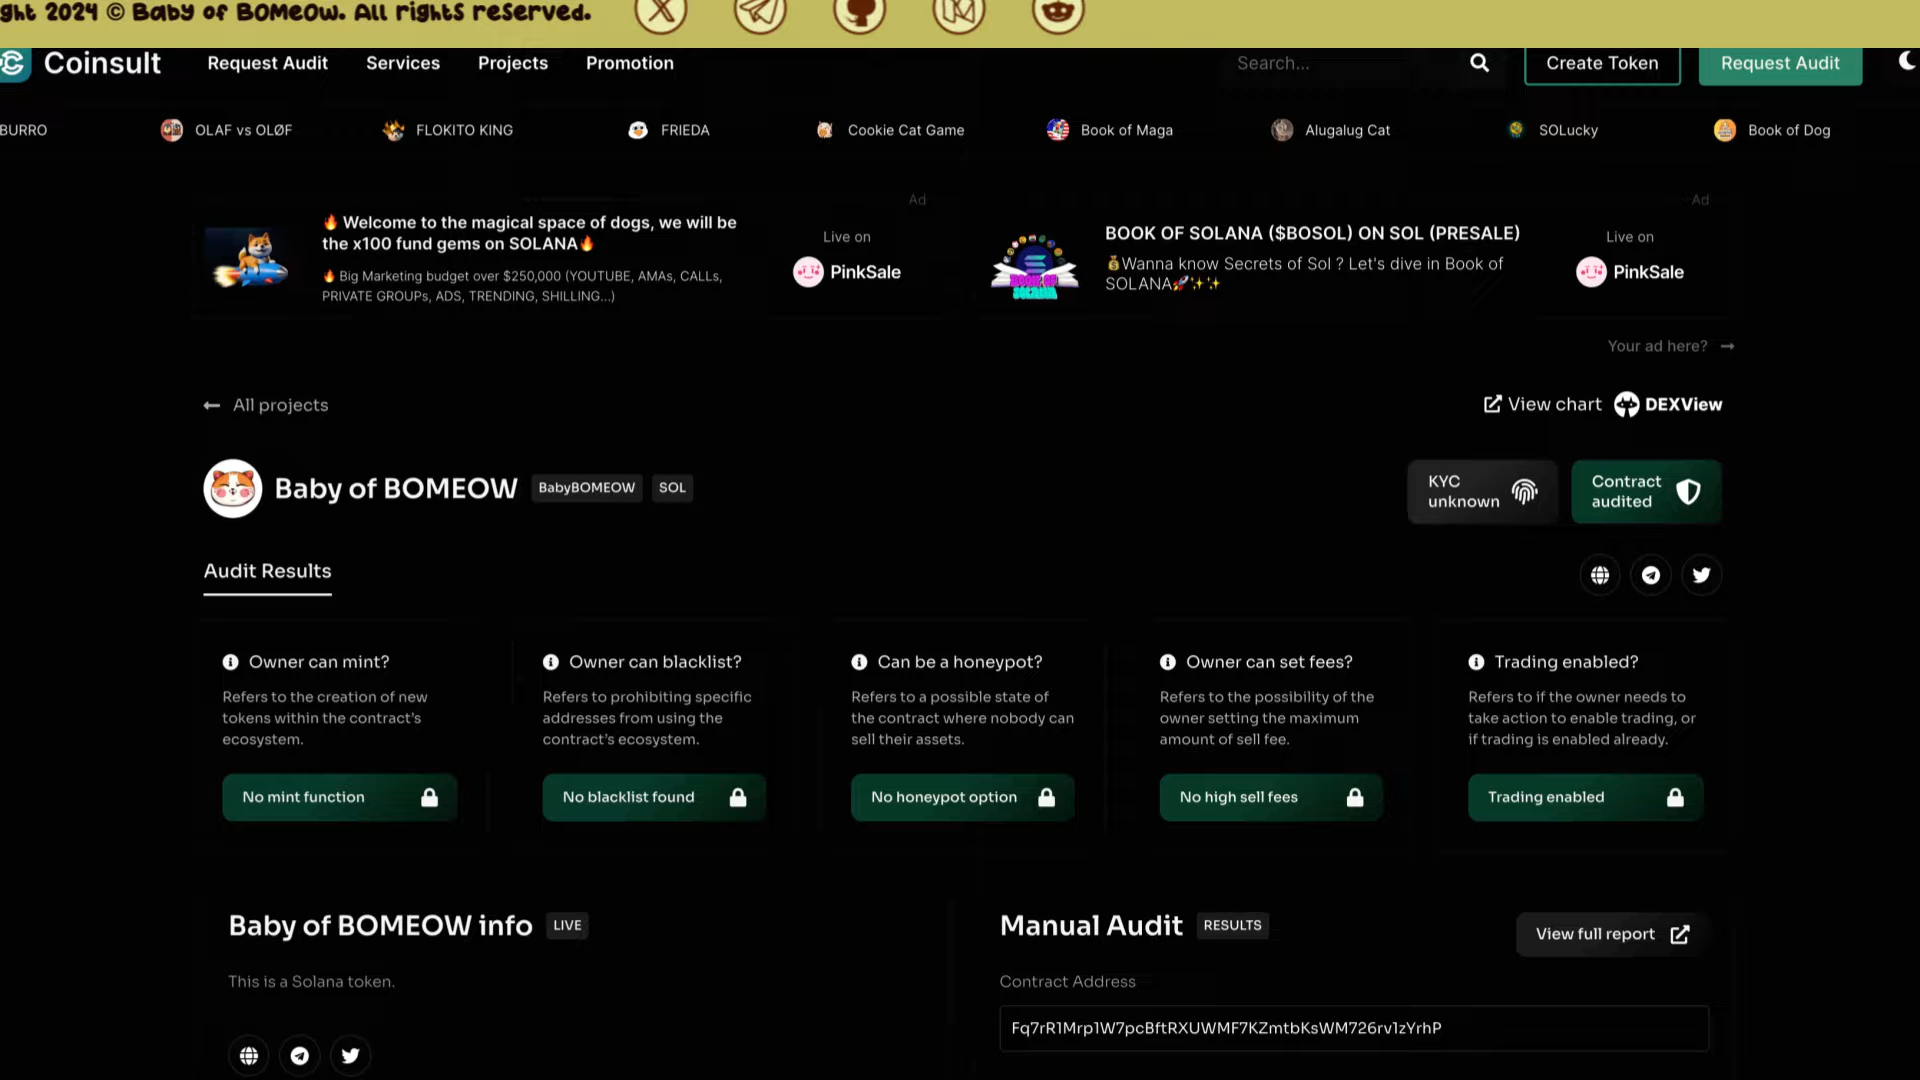 ght 2024 © Baby of BOMEOW. All rights reserved.
Coinsult
Request Audit
Services
Projects
Promotion
Search...
Create Token
Request Audit
BURRO
OLAF vs OLØF
FLOKITO KING
FRIEDA
Cookie Cat Game
Book of Maga
Alugalug Cat
SOLucky
Book of Dog
Ad
🔥 Welcome to the magical space of dogs, we will be
the x100 fund gems on SOLANA🔥
🔥 Big Marketing budget over $250,000 (YOUTUBE, AMAs, CALLs,
PRIVATE GROUPs, ADS, TRENDING, SHILLING...)
Live on
PinkSale
Ad
BOOK OF SOLANA ($BOSOL) ON SOL (PRESALE)
💰Wanna know Secrets of Sol ? Let's dive in Book of
SOLANA🚀✨✨
BOOK OF
SOLANA
Live on
PinkSale
Your ad here?
All projects
View chart
DEXView
Baby of BOMEOW
BabyBOMEOW
SOL
KYC
unknown
Contract
audited
Audit Results
Owner can mint?
Refers to the creation of new
tokens within the contract's
ecosystem.
No mint function
Owner can blacklist?
Refers to prohibiting specific
addresses from using the
contract's ecosystem.
No blacklist found
Can be a honeypot?
Refers to a possible state of
the contract where nobody can
sell their assets.
No honeypot option
Owner can set fees?
Refers to the possibility of the
owner setting the maximum
amount of sell fee.
No high sell fees
Trading enabled?
Refers to if the owner needs to
take action to enable trading, or
if trading is enabled already.
Trading enabled
Baby of BOMEOW info
LIVE
This is a Solana token.
Manual Audit
RESULTS
View full report
Contract Address
Fq7rR1Mrp1W7pcBftRXUWMF7KZmtbKsWM726rv1zYrhP